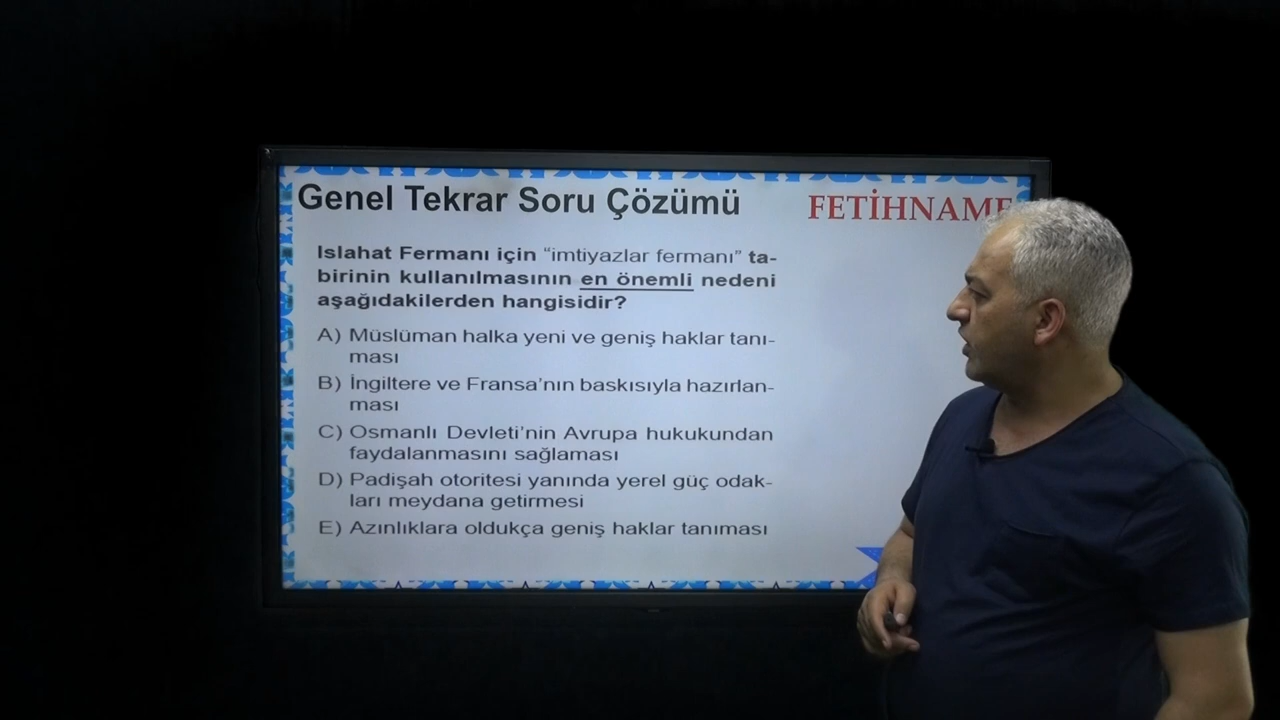 Genel Tekrar Soru Çözümü
FETİHNAME
Islahat Fermanı için “imtiyazlar fermanı” ta-
birinin kullanılmasının en önemli nedeni
aşağıdakilerden hangisidir?
A) Müslüman halka yeni ve geniş haklar tanı-
ması
B) İngiltere ve Fransa’nın baskısıyla hazırlan-
ması
C) Osmanlı Devleti’nin Avrupa hukukundan
faydalanmasını sağlaması
D) Padişah otoritesi yanında yerel güç odak-
ları meydana getirmesi
E) Azınlıklara oldukça geniş haklar tanıması